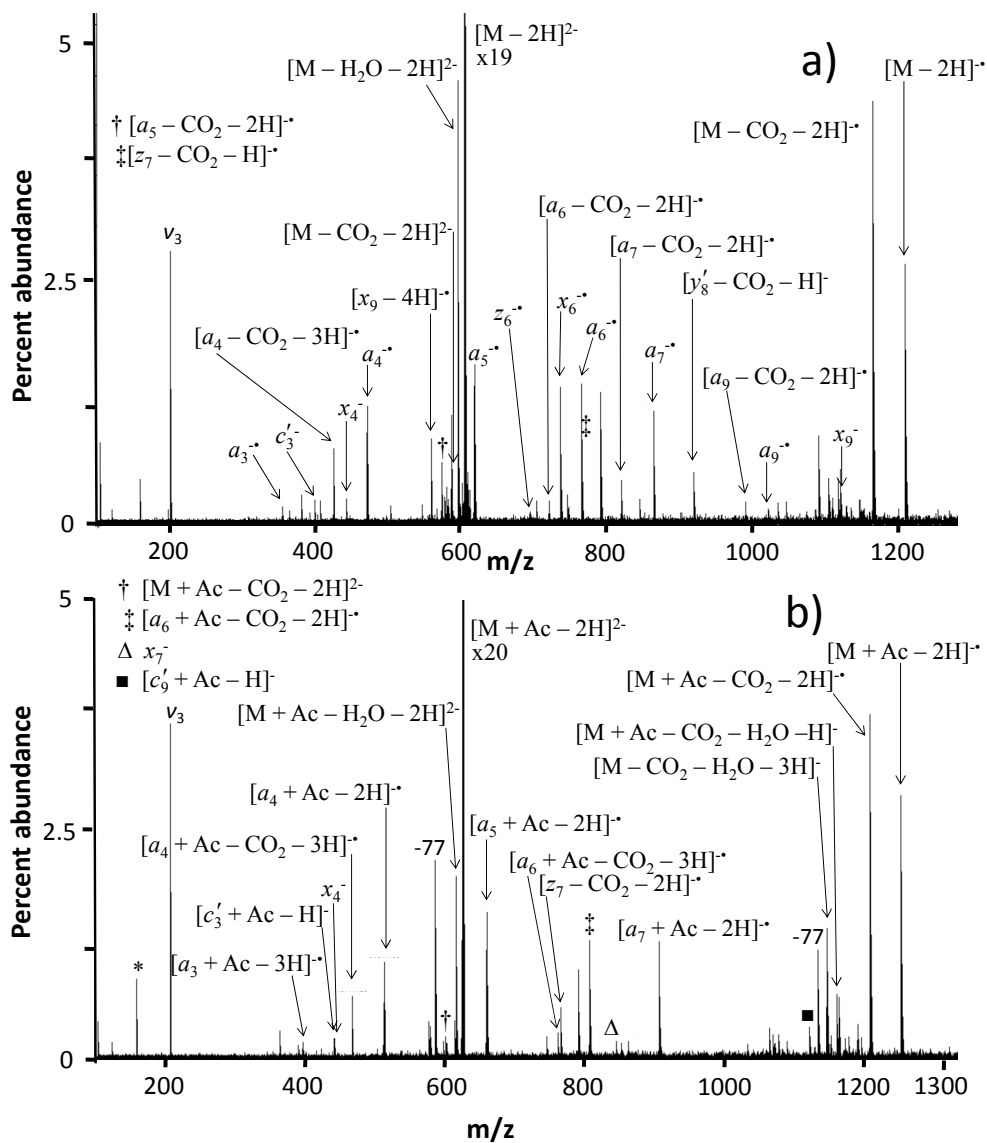 5
[M – 2H]²⁻
x19
a)
[M – H₂O – 2H]²⁻
[M – 2H]⁻•
† [a₅ – CO₂ – 2H]⁻•
‡[z₇ – CO₂ – H]⁻•
[M – CO₂ – 2H]⁻•
[a₆ – CO₂ – 2H]⁻•
v₃
[M – CO₂ – 2H]²⁻
[a₇ – CO₂ – 2H]⁻•
[y′₈ – CO₂ – H]⁻
2.5
[x₉ – 4H]⁻•
z₆⁻•
x₆⁻•
a₆⁻•
[a₄ – CO₂ – 3H]⁻•
a₄⁻•
a₅⁻•
a₇⁻•
[a₉ – CO₂ – 2H]⁻•
x₄⁻
‡
c′₃⁻
a₃⁻•
†
a₉⁻•
x₉⁻
0
Percent abundance
200 400 600 800 1000 1200
m/z
† [M + Ac – CO₂ – 2H]²⁻
5
‡ [a₆ + Ac – CO₂ – 2H]⁻•
Δ x₇⁻
■ [c′₉ + Ac – H]⁻
[M + Ac – 2H]²⁻
x20
b)
[M + Ac – 2H]⁻•
[M + Ac – CO₂ – 2H]⁻•
v₃
[M + Ac – H₂O – 2H]²⁻
[M + Ac – CO₂ – H₂O –H]⁻
[M – CO₂ – H₂O – 3H]⁻
[a₄ + Ac – 2H]⁻•
2.5
[a₅ + Ac – 2H]⁻•
[a₄ + Ac – CO₂ – 3H]⁻•
-77
[a₆ + Ac – CO₂ – 3H]⁻•
[z₇ – CO₂ – 2H]⁻•
x₄⁻
[c′₃ + Ac – H]⁻
‡
[a₇ + Ac – 2H]⁻•
-77
*
[a₃ + Ac – 3H]⁻•
■
†
Δ
0
Percent abundance
200 400 600 800 1000 1200 1300
m/z